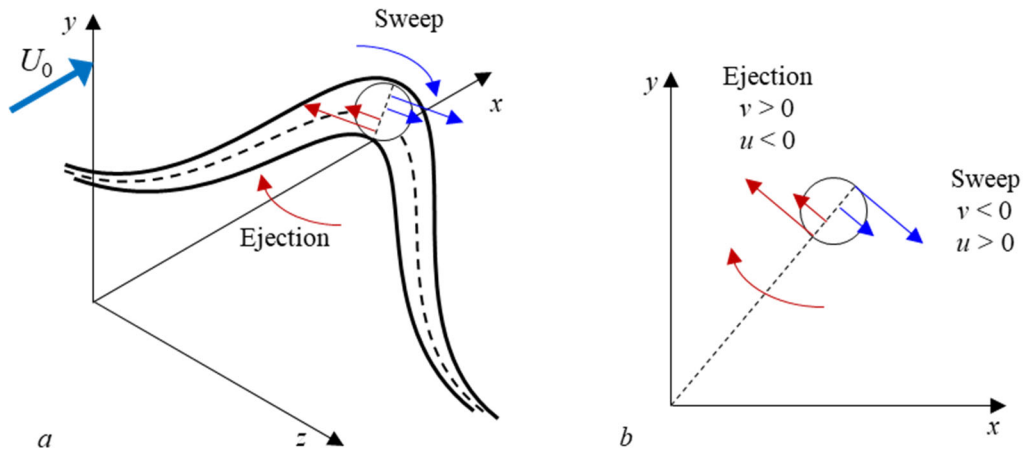 y
Sweep
U0
x
Ejection
z
a
y
Ejection
v > 0
u < 0
Sweep
v < 0
u > 0
x
b